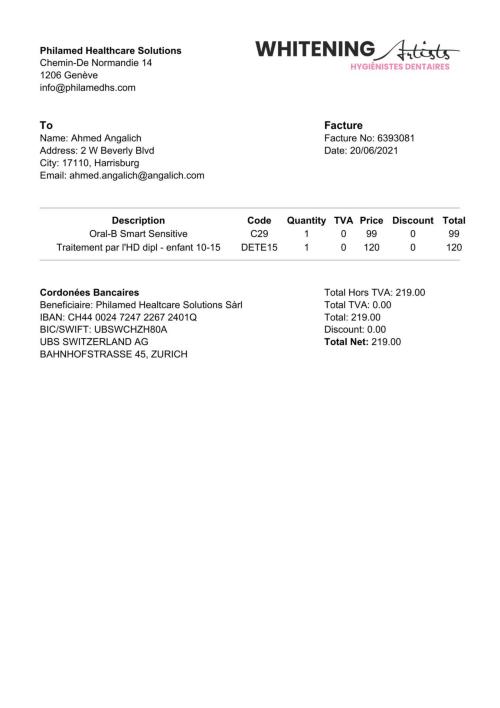 Philamed Healthcare Solutions
Chemin-De Normandie 14
1206 Genève
info@philamedhs.com
WHITENING Artists
HYGIÉNISTES DENTAIRES
To
Name: Ahmed Angalich
Address: 2 W Beverly Blvd
City: 17110, Harrisburg
Email: ahmed.angalich@angalich.com
Facture
Facture No: 6393081
Date: 20/06/2021
Description Code Quantity TVA Price Discount Total
Oral-B Smart Sensitive C29 1 0 99 0 99
Traitement par l'HD dipl - enfant 10-15 DETE15 1 0 120 0 120
Cordonées Bancaires
Beneficiaire: Philamed Healtcare Solutions Sàrl
IBAN: CH44 0024 7247 2267 2401Q
BIC/SWIFT: UBSWCHZH80A
UBS SWITZERLAND AG
BAHNHOFSTRASSE 45, ZURICH
Total Hors TVA: 219.00
Total TVA: 0.00
Total: 219.00
Discount: 0.00
Total Net: 219.00